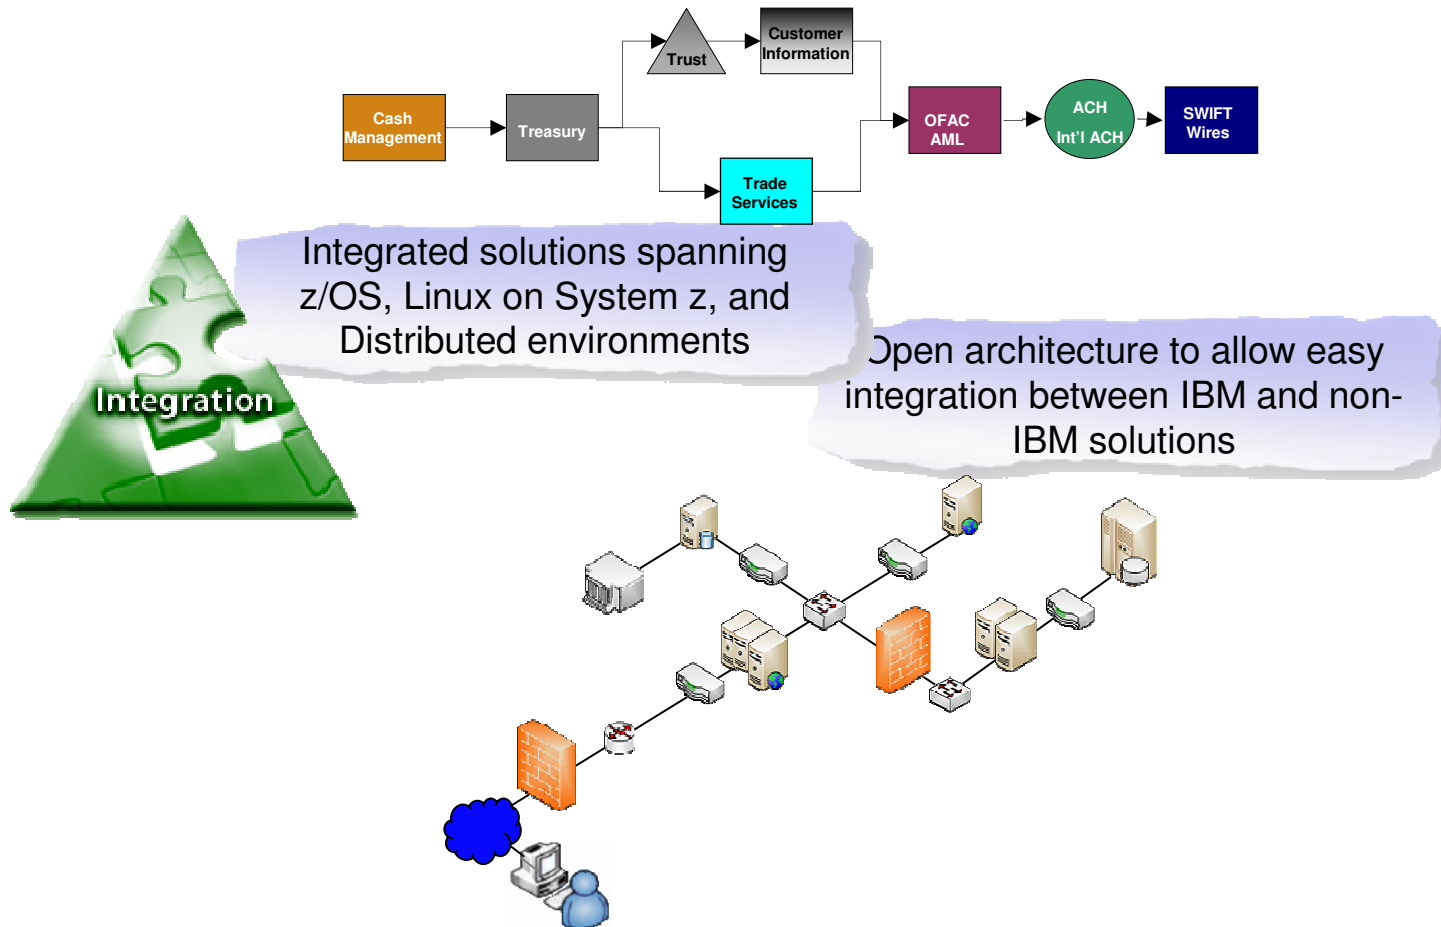 Customer
Information
Trust
Cash
Management
Treasury
OFAC
AML
ACH
Int'l ACH
SWIFT
Wires
Trade
Services
Integrated solutions spanning
z/OS, Linux on System z, and
Distributed environments
Integration
Open architecture to allow easy
integration between IBM and non-
IBM solutions